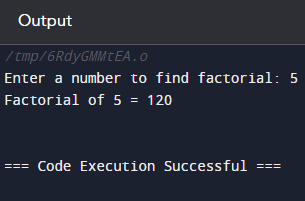 Output
/tmp/6RdyGMMtEA.o
Enter a number to find factorial: 5
Factorial of 5 = 120
=== Code Execution Successful ===